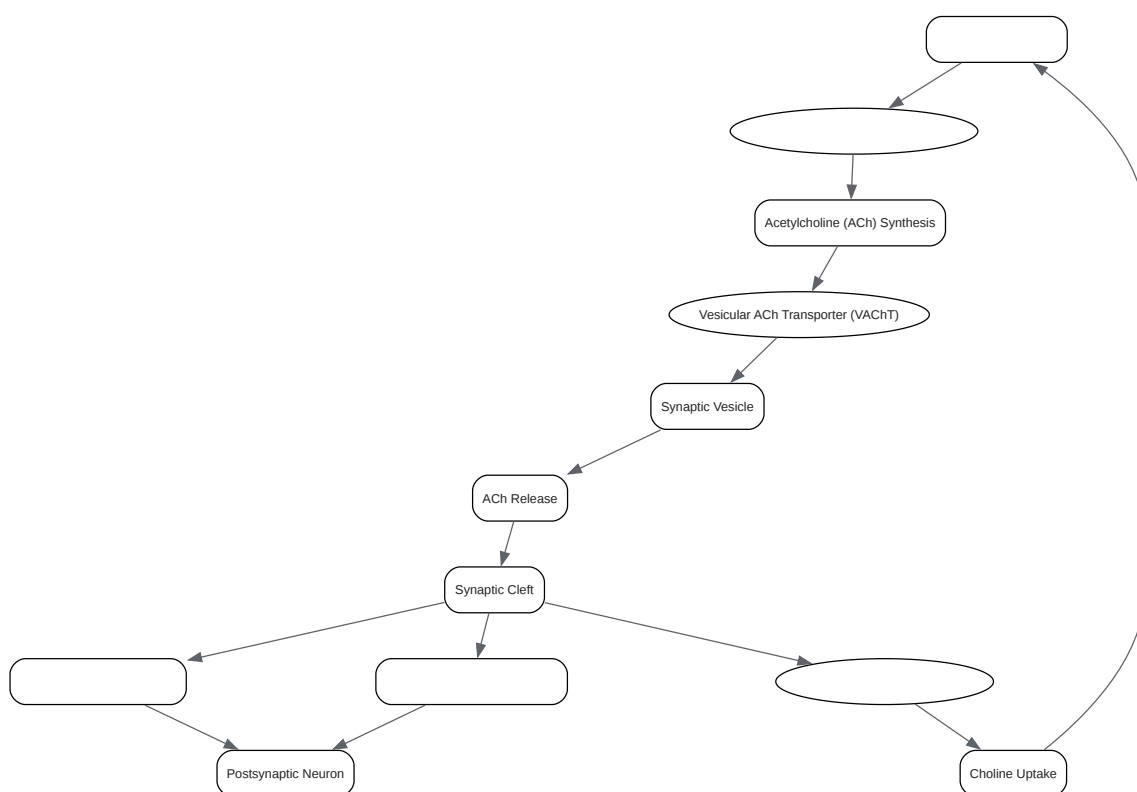 Acetylcholine (ACh) Synthesis
Vesicular ACh Transporter (VAChT)
Synaptic Vesicle
ACh Release
Synaptic Cleft
Postsynaptic Neuron
Choline Uptake